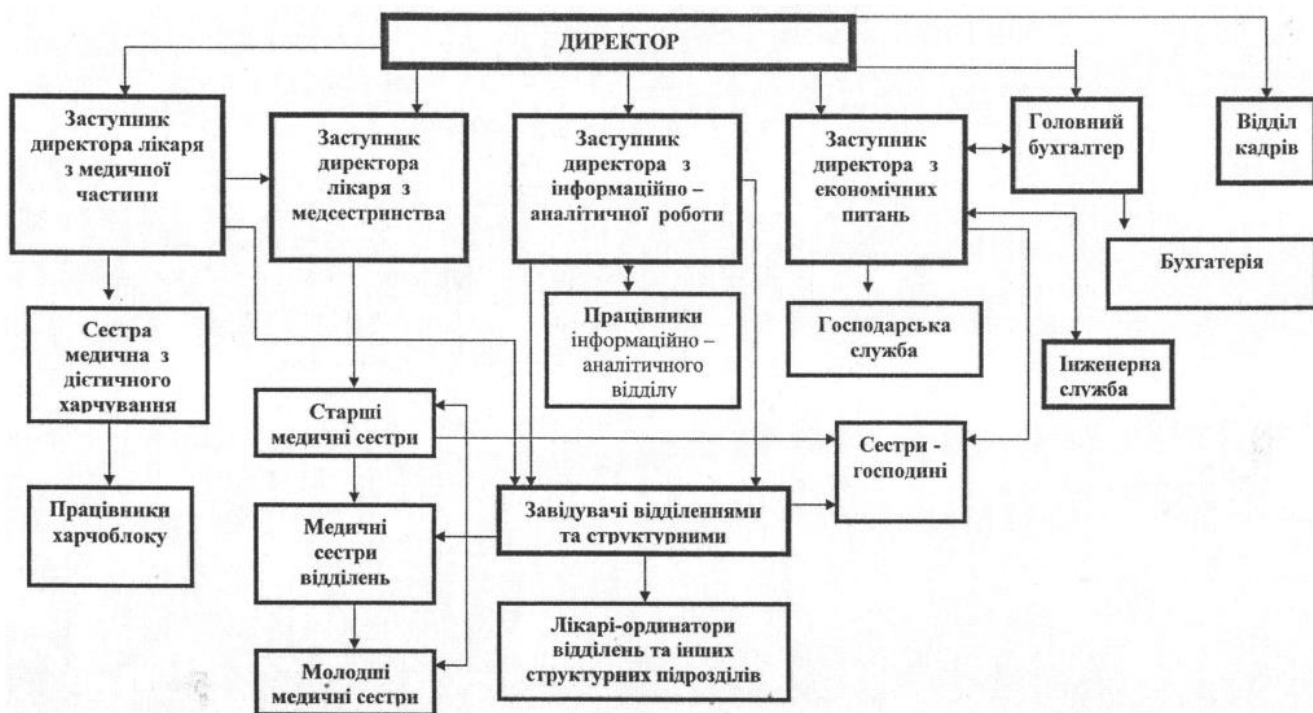 ДИРЕКТОР
Заступник
директора лікаря
з медичної
частини
Заступник
директора
лікаря з
медсестринства
Заступник
директора з
інформаційно –
аналітичної роботи
Заступник
директора з
економічних
питань
Головний
бухгалтер
Відділ
кадрів
Бухгатерія
Сестра
медична з
дієтичного
харчування
Працівники
інформаційно –
аналітичного
відділу
Господарська
служба
Інженерна
служба
Старші
медичні сестри
Сестри -
господині
Працівники
харчоблоку
Медичні
сестри
відділень
Завідувачі відділеннями
та структурними
Лікарі-ординатори
відділень та інших
структурних підрозділів
Молодші
медичні сестри